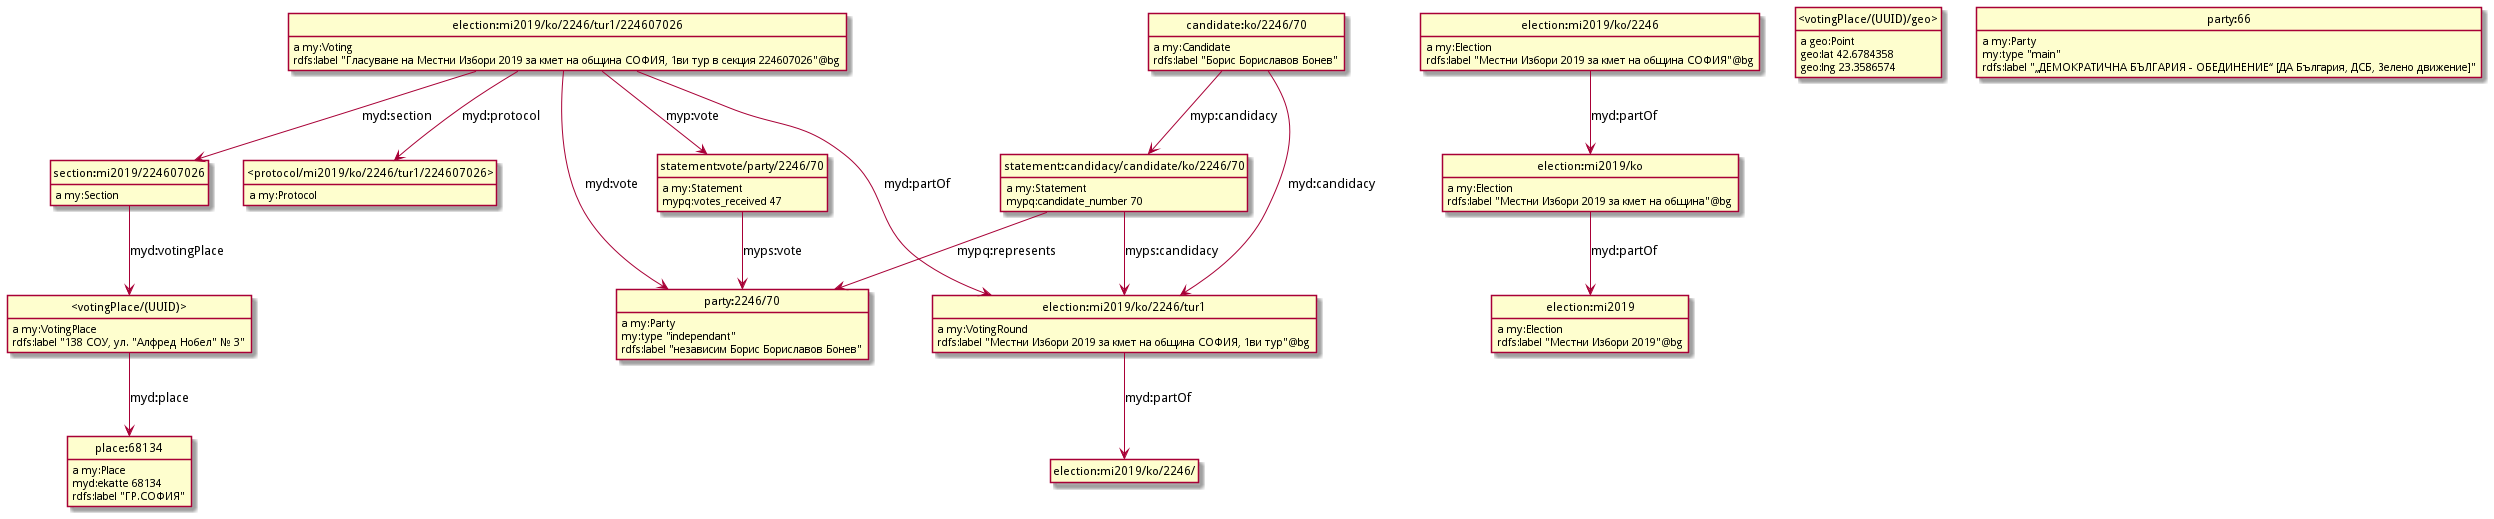 election:mi2019/ko/2246/tur1/224607026
a my:Voting
rdfs:label "Гласуване на Местни Избори 2019 за кмет на община СОФИЯ, 1ви тур в секция 224607026"@bg
candidate:ko/2246/70
a my:Candidate
rdfs:label "Борис Бориславов Бонев"
election:mi2019/ko/2246
a my:Election
rdfs:label "Местни Избори 2019 за кмет на община СОФИЯ"@bg
<votingPlace/(UUID)/geo>
a geo:Point
geo:lat 42.6784358
geo:lng 23.3586574
party:66
a my:Party
my:type "main"
rdfs:label "„ДЕМОКРАТИЧНА БЪЛГАРИЯ - ОБЕДИНЕНИЕ“ [ДА България, ДСБ, Зелено движение]"
myd:section
myd:protocol
myp:vote
myp:candidacy
myd:partOf
section:mi2019/224607026
a my:Section
<protocol/mi2019/ko/2246/tur1/224607026>
a my:Protocol
myd:vote
statement:vote/party/2246/70
a my:Statement
mypq:votes_received 47
myd:partOf
statement:candidacy/candidate/ko/2246/70
a my:Statement
mypq:candidate_number 70
myd:candidacy
election:mi2019/ko
a my:Election
rdfs:label "Местни Избори 2019 за кмет на община"@bg
myd:votingPlace
myps:vote
mypq:represents
myps:candidacy
myd:partOf
<votingPlace/(UUID)>
a my:VotingPlace
rdfs:label "138 СОУ, ул. "Алфред Нобел" № 3"
party:2246/70
a my:Party
my:type "independant"
rdfs:label "независим Борис Бориславов Бонев"
election:mi2019/ko/2246/tur1
a my:VotingRound
rdfs:label "Местни Избори 2019 за кмет на община СОФИЯ, 1ви тур"@bg
election:mi2019
a my:Election
rdfs:label "Местни Избори 2019"@bg
myd:place
myd:partOf
place:68134
a my:Place
myd:ekatte 68134
rdfs:label "ГР.СОФИЯ"
election:mi2019/ko/2246/